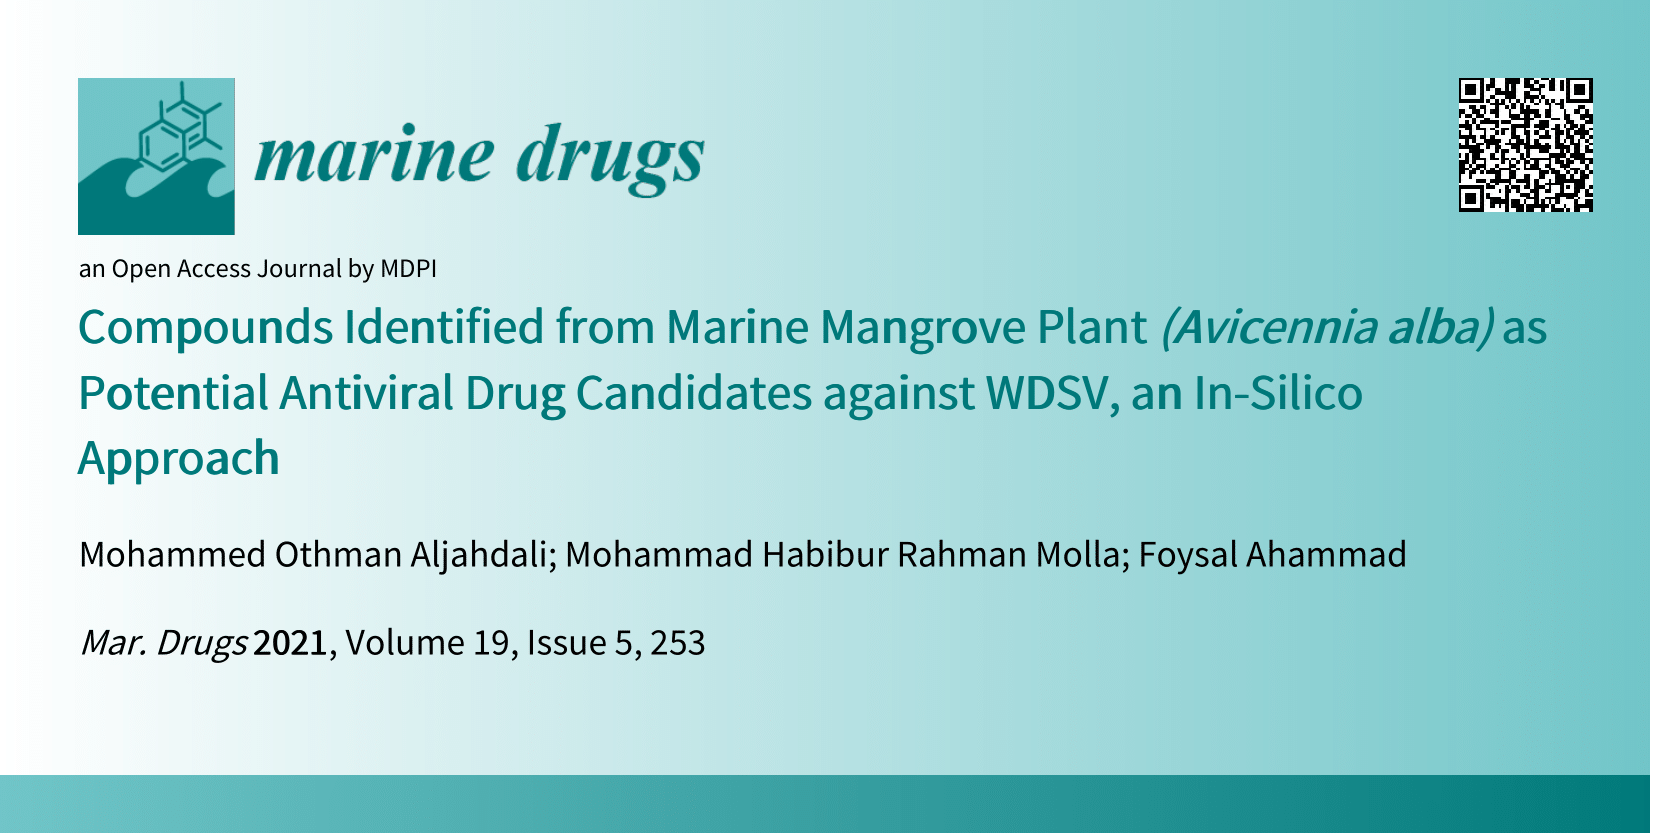 marine drugs
an Open Access Journal by MDPI
Compounds Identified from Marine Mangrove Plant (Avicennia alba) as
Potential Antiviral Drug Candidates against WDSV, an In-Silico
Approach
Mohammed Othman Aljahdali; Mohammad Habibur Rahman Molla; Foysal Ahammad
Mar. Drugs 2021, Volume 19, Issue 5, 253